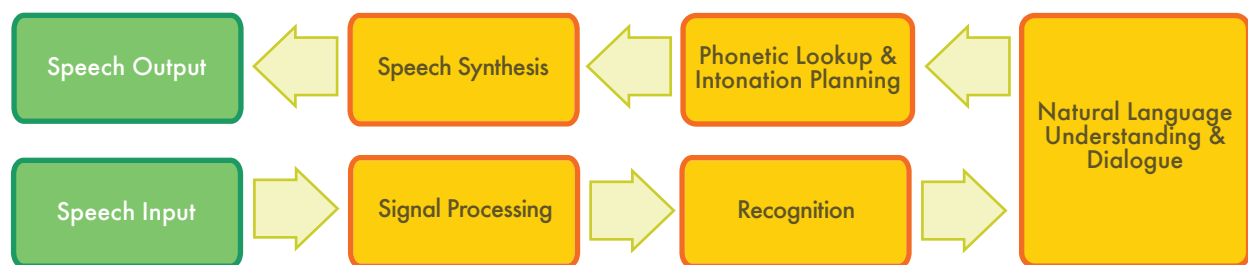 Speech Output
Speech Synthesis
Phonetic Lookup &
Intonation Planning
Natural Language
Understanding &
Dialogue
Speech Input
Signal Processing
Recognition